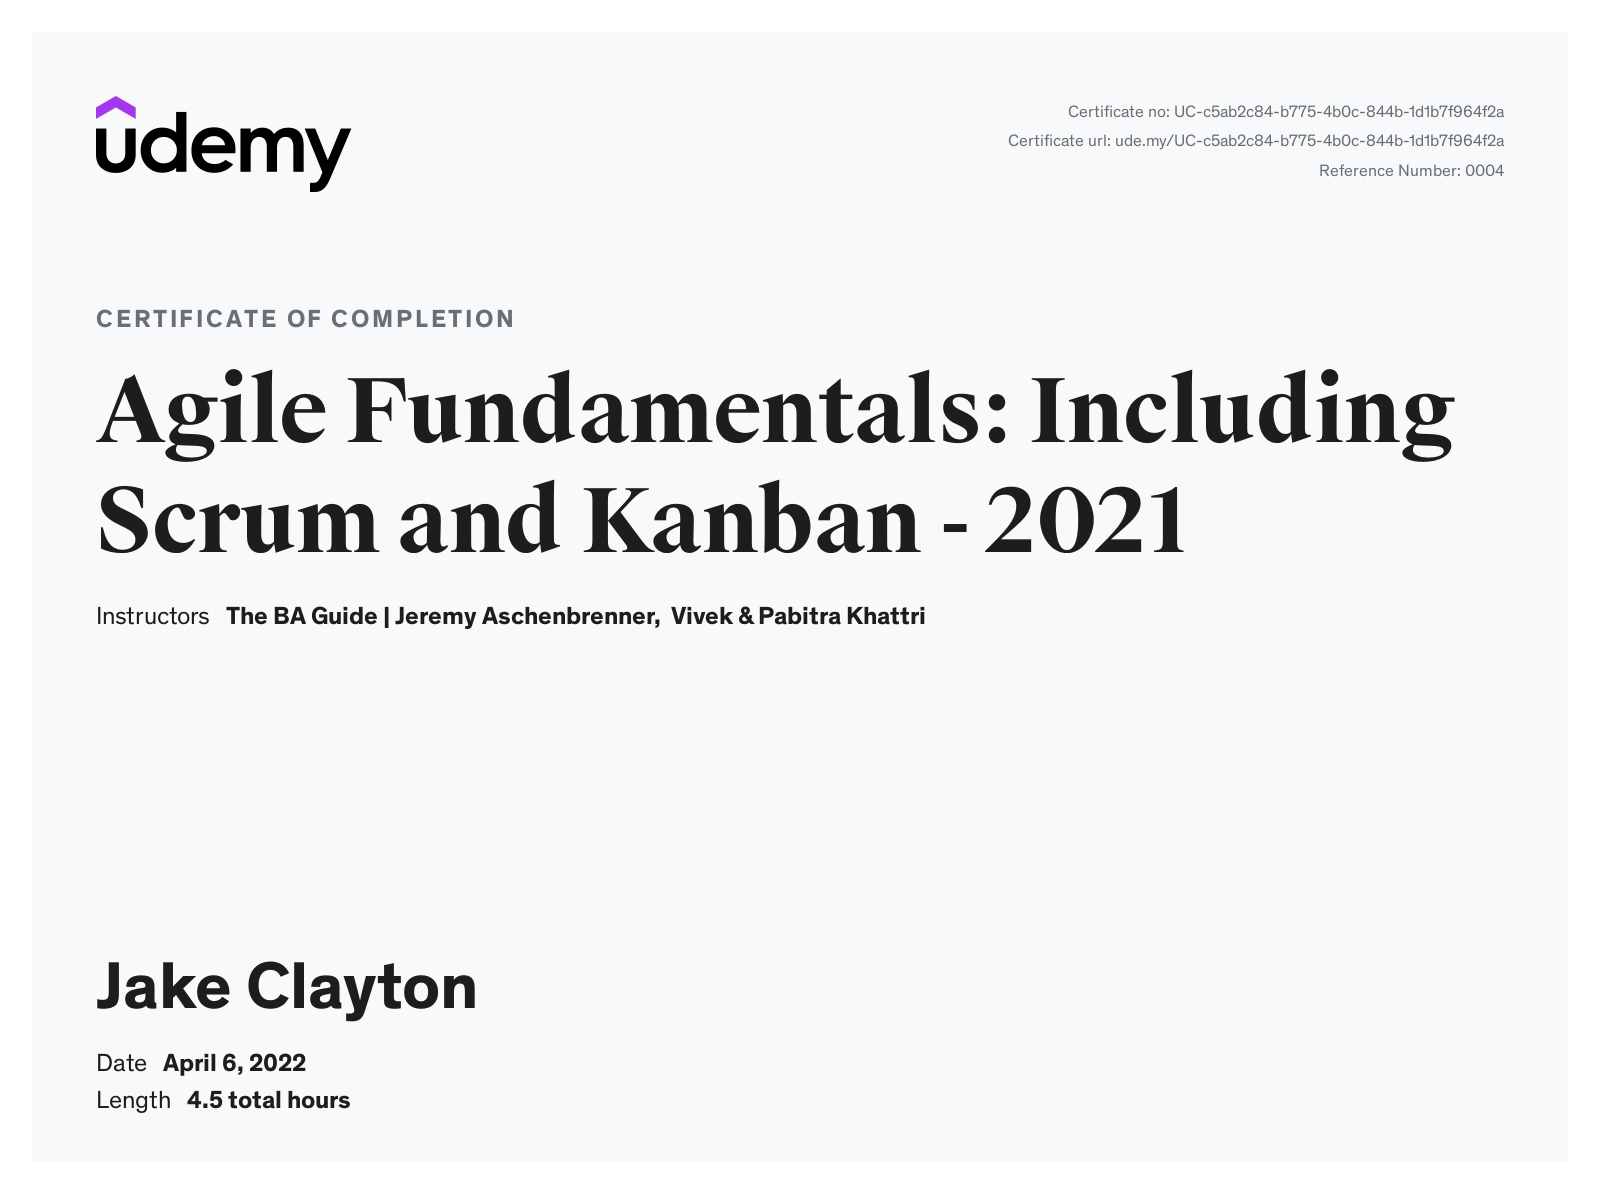 udemy
Certificate no: UC-c5ab2c84-b775-4b0c-844b-1d1b7f964f2a
Certificate url: ude.my/UC-c5ab2c84-b775-4b0c-844b-1d1b7f964f2a
Reference Number: 0004
CERTIFICATE OF COMPLETION
Agile Fundamentals: Including
Scrum and Kanban - 2021
Instructors The BA Guide | Jeremy Aschenbrenner, Vivek & Pabitra Khattri
Jake Clayton
Date April 6, 2022
Length 4.5 total hours